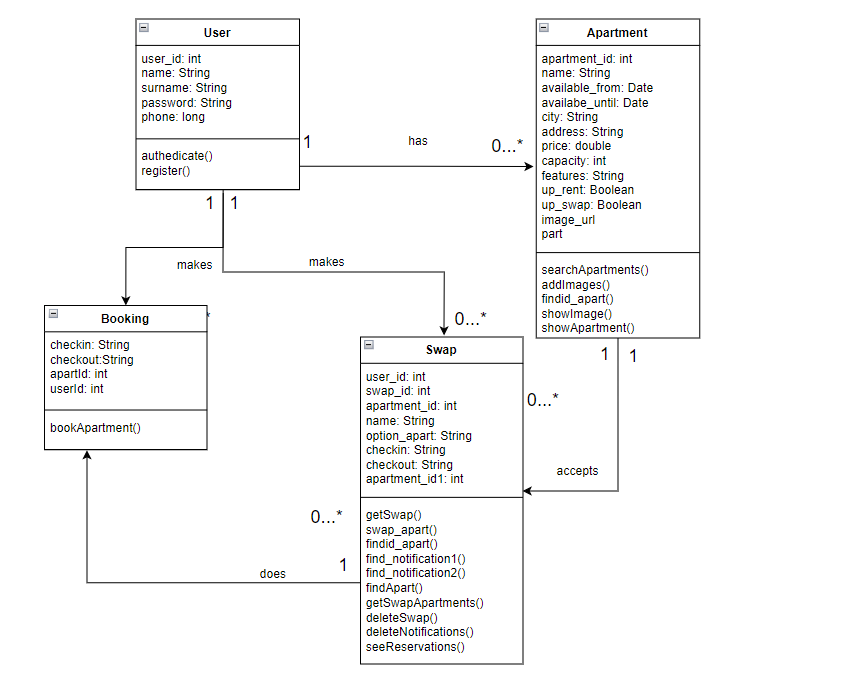 User
user_id: int
name: String
surname: String
password: String
phone: long
authedicate()
register()
1
has
0...*
Apartment
apartment_id: int
name: String
available_from: Date
availabe_until: Date
city: String
address: String
price: double
capacity: int
features: String
up_rent: Boolean
up_swap: Boolean
image_url
part
searchApartments()
addImages()
findid_apart()
showImage()
showApartment()
1 1
makes
makes
Booking
*
checkin: String
checkout:String
apartId: int
userId: int
bookApartment()
0...*
Swap
user_id: int
swap_id: int
apartment_id: int
name: String
option_apart: String
checkin: String
checkout: String
apartment_id1: int
getSwap()
swap_apart()
findid_apart()
find_notification1()
find_notification2()
findApart()
getSwapApartments()
deleteSwap()
deleteNotifications()
seeReservations()
1 1
0...*
accepts
0...*
1
does